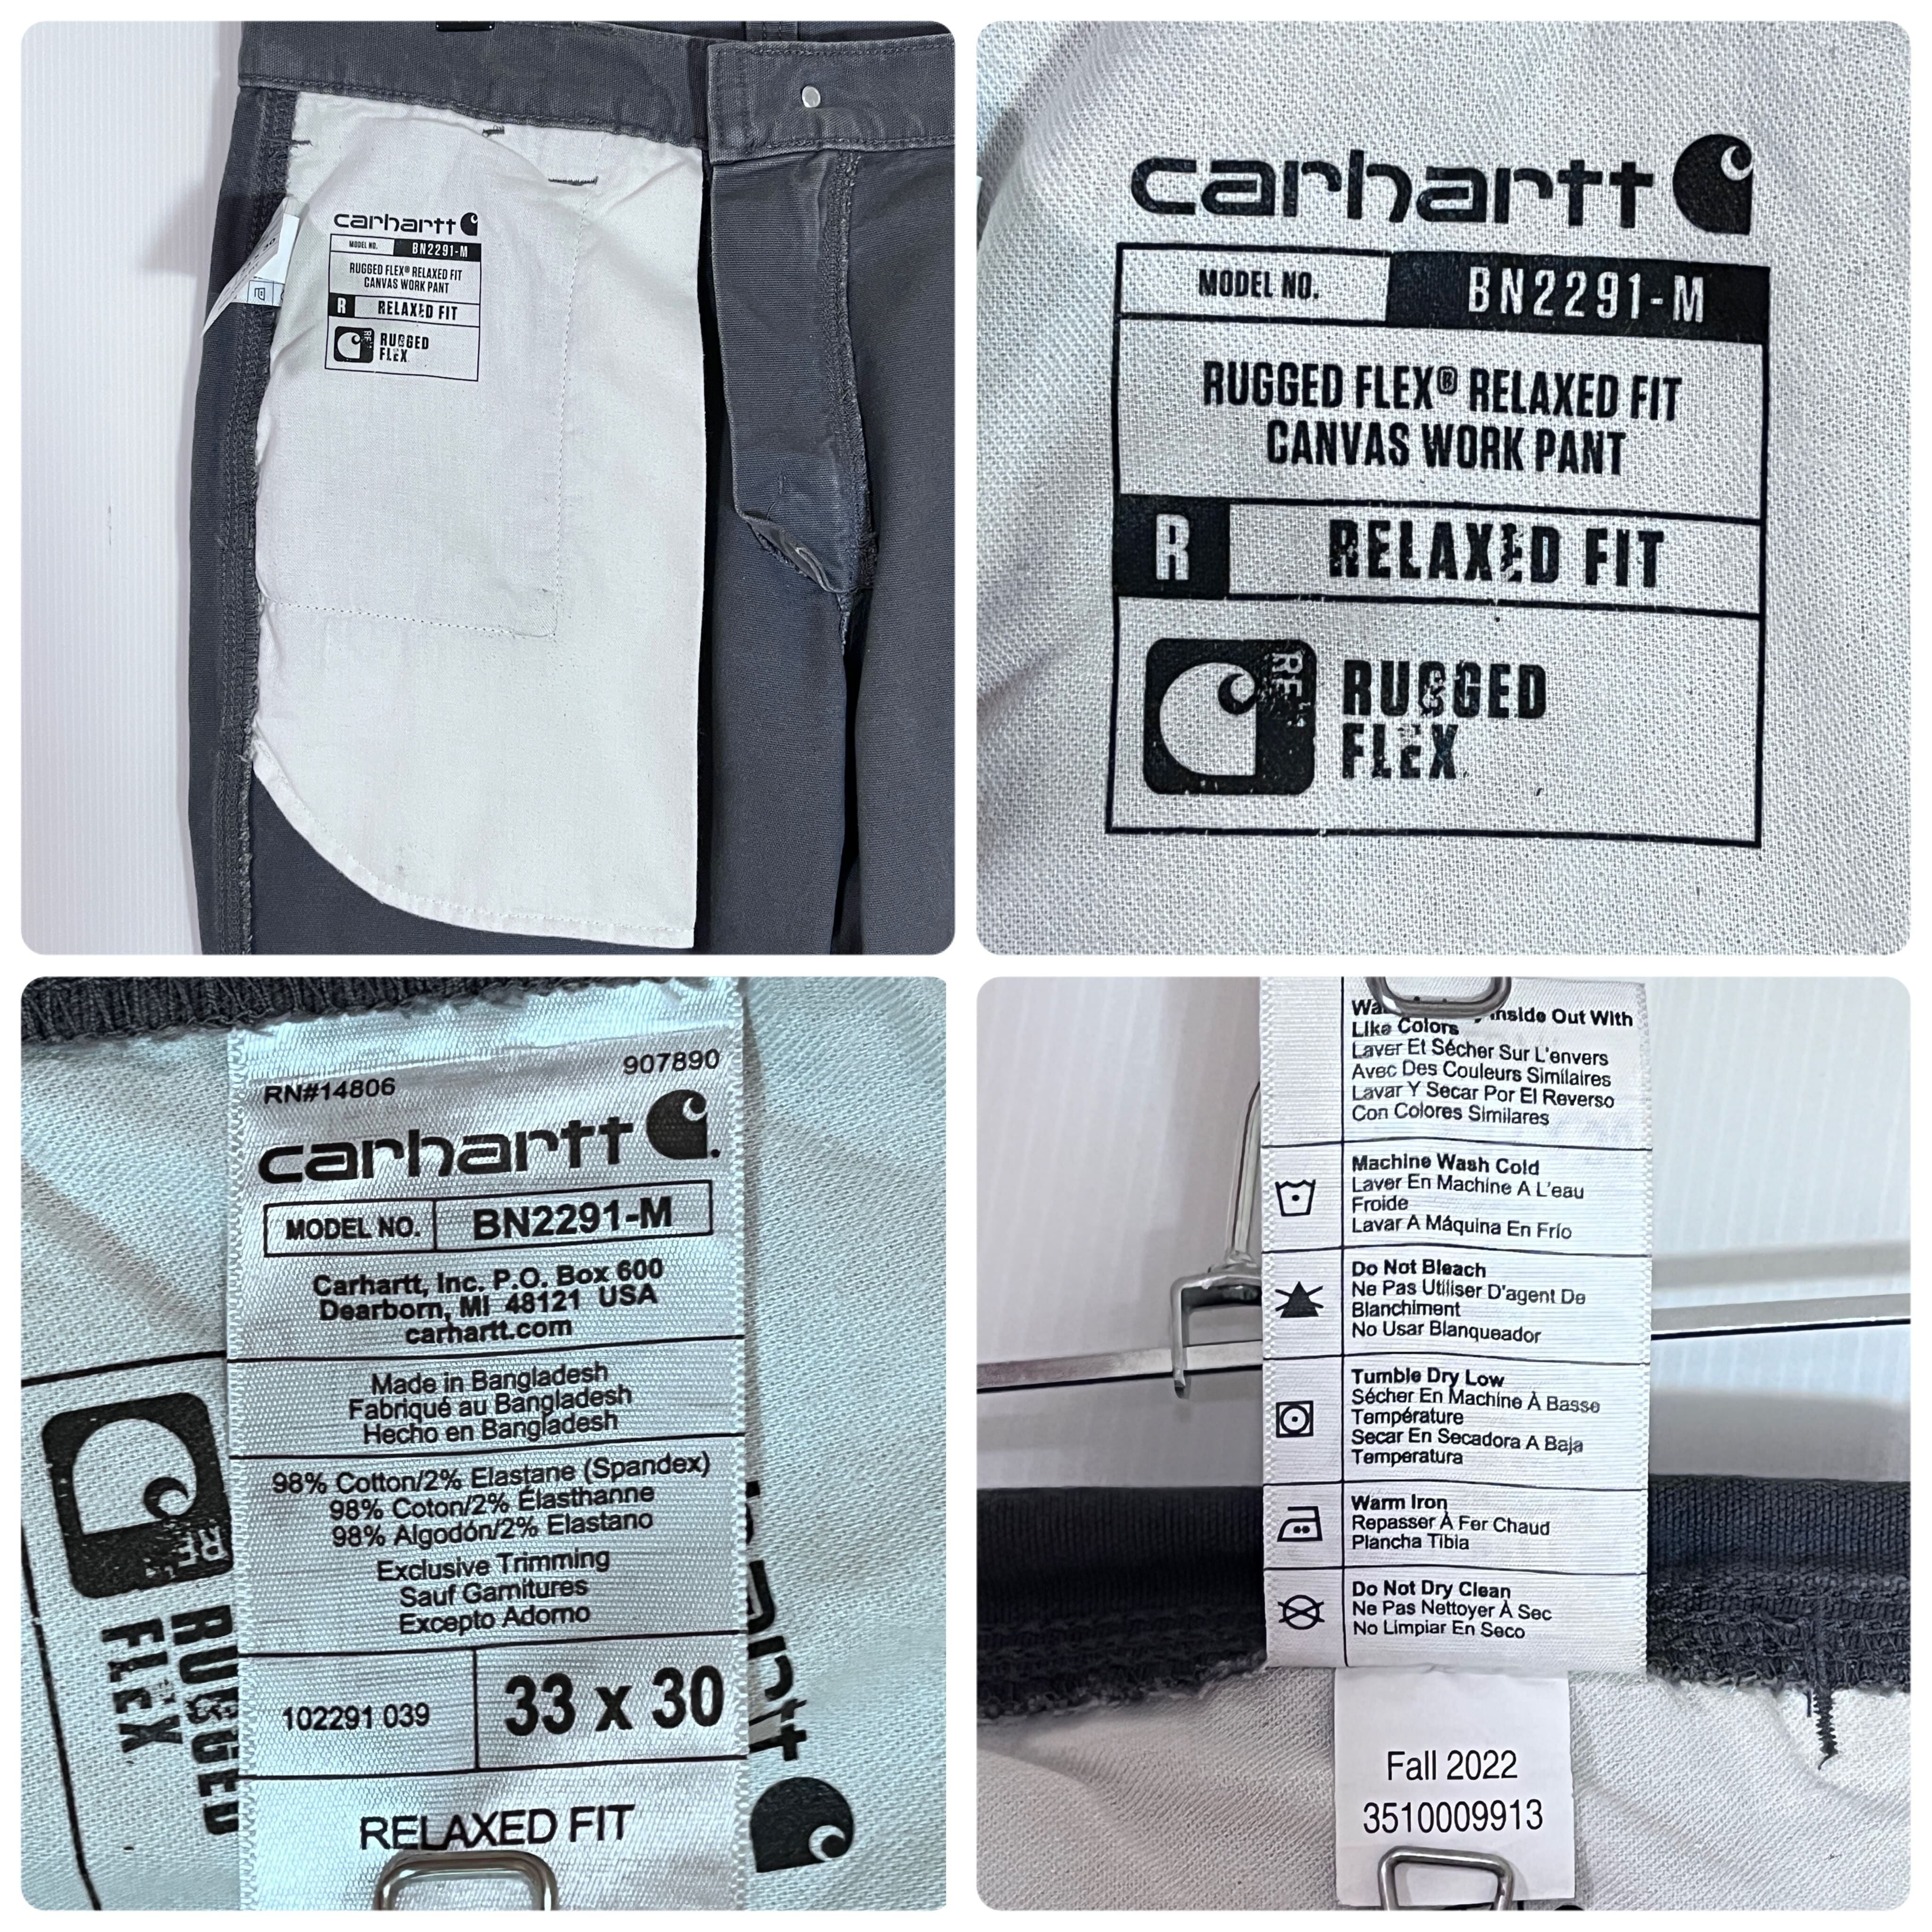 carhartt
MODEL NO. BN2291-M
RUGGED FLEX® RELAXED FIT
CANVAS WORK PANT
R RELAXED FIT
RUGGED
FLEX
carhartt
MODEL NO. BN2291-M
RUGGED FLEX® RELAXED FIT
CANVAS WORK PANT
R RELAXED FIT
RUGGED
FLEX
RN#14806 907890
carhartt
MODEL NO. BN2291-M
Carhartt, Inc. P.O. Box 600
Dearborn, MI 48121 USA
carhartt.com
Made in Bangladesh
Fabriqué au Bangladesh
Hecho en Bangladesh
98% Cotton/2% Elastane (Spandex)
98% Coton/2% Élasthanne
98% Algodón/2% Elastano
Exclusive Trimming
Sauf Garnitures
Excepto Adorno
102291 039 33 x 30
RELAXED FIT
RUGGED
FLEX
Inside Out With
Like Colors
Laver Et Sécher Sur L'envers
Avec Des Couleurs Similaires
Lavar Y Secar Por El Reverso
Con Colores Similares
Machine Wash Cold
Laver En Machine A L'eau
Froide
Lavar A Máquina En Frío
Do Not Bleach
Ne Pas Utiliser D'agent De
Blanchiment
No Usar Blanqueador
Tumble Dry Low
Sécher En Machine À Basse
Température
Secar En Secadora A Baja
Temperatura
Warm Iron
Repasser À Fer Chaud
Plancha Tibia
Do Not Dry Clean
Ne Pas Nettoyer À Sec
No Limpiar En Seco
Fall 2022
3510009913